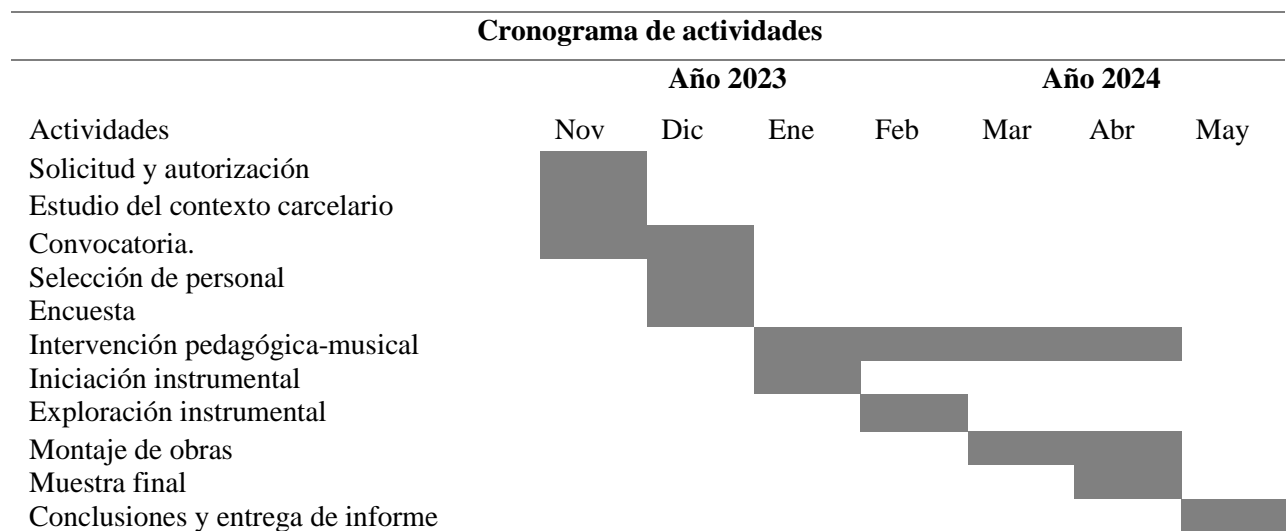 Cronograma de actividades
Año 2023 Año 2024
Actividades Nov Dic Ene Feb Mar Abr May
Solicitud y autorización
Estudio del contexto carcelario
Convocatoria.
Selección de personal
Encuesta
Intervención pedagógica-musical
Iniciación instrumental
Exploración instrumental
Montaje de obras
Muestra final
Conclusiones y entrega de informe